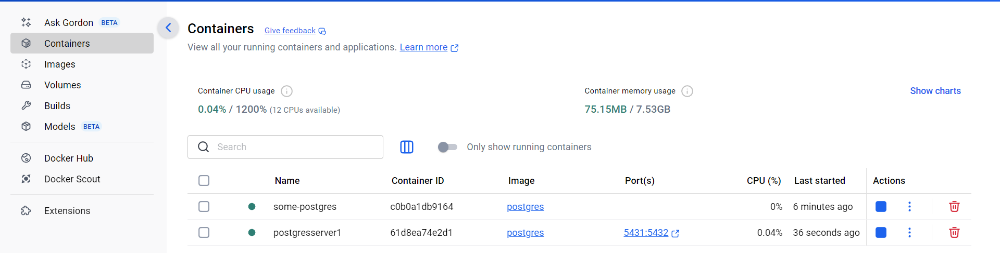 Ask Gordon BETA
Containers
Images
Volumes
Builds
Models BETA
Docker Hub
Docker Scout
Extensions
Containers Give feedback
View all your running containers and applications. Learn more
Container CPU usage
0.04% / 1200% (12 CPUs available)
Container memory usage
75.15MB / 7.53GB
Show charts
Search
Only show running containers
Name Container ID Image Port(s) CPU (%) Last started Actions
some-postgres c0b0a1db9164 postgres 0% 6 minutes ago
postgresserver1 61d8ea74e2d1 postgres 5431:5432 0.04% 36 seconds ago